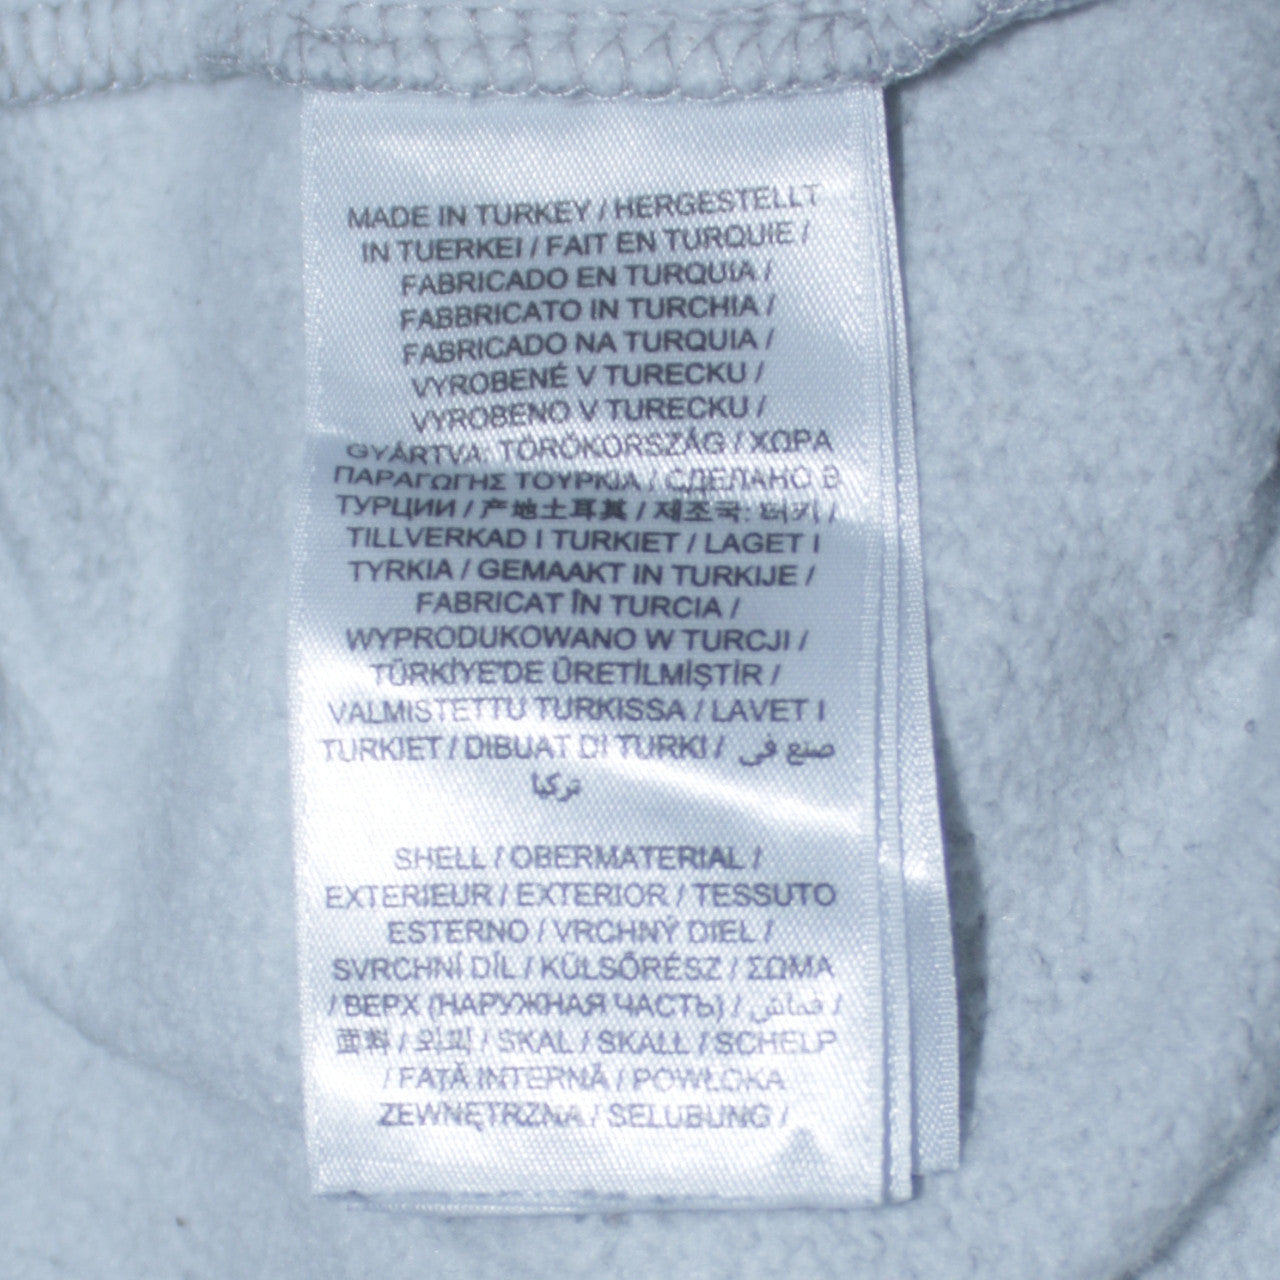 MADE IN TURKEY / HERGESTELLT
IN TUERKEI / FAIT EN TURQUIE /
FABRICADO EN TURQUIA /
FABBRICATO IN TURCHIA /
FABRICADO NA TURQUIA /
VYROBENÉ V TURECKU /
VYROBENO V TURECKU /
GYÁRTVA: TÖRÖKORSZÁG / ΧΩΡΑ
ΠΑΡΑΓΩΓΗΣ ΤΟΥΡΚΙΑ / СДЕЛАНО В
ТУРЦИИ / 产地土耳其 / 제조국: 터키 /
TILLVERKAD I TURKIET / LAGET I
TYRKIA / GEMAAKT IN TURKIJE /
FABRICAT ÎN TURCIA /
WYPRODUKOWANO W TURCJI /
TÜRKİYE'DE ÜRETİLMİŞTİR /
VALMISTETTU TURKISSA / LAVET I
TURKIET / DIBUAT DI TURKI / صنع في
تركيا
SHELL / OBERMATERIAL /
EXTERIEUR / EXTERIOR / TESSUTO
ESTERNO / VRCHNÝ DIEL /
SVRCHNÍ DÍL / KÜLSŐRÉSZ / ΣΩΜΑ
/ ВЕРХ (НАРУЖНАЯ ЧАСТЬ) / قماش /
面料 / 외피 / SKAL / SKALL / SCHELP
/ FAȚĂ INTERNĂ / POWŁOKA
ZEWNĘTRZNA / SELUBUNG /